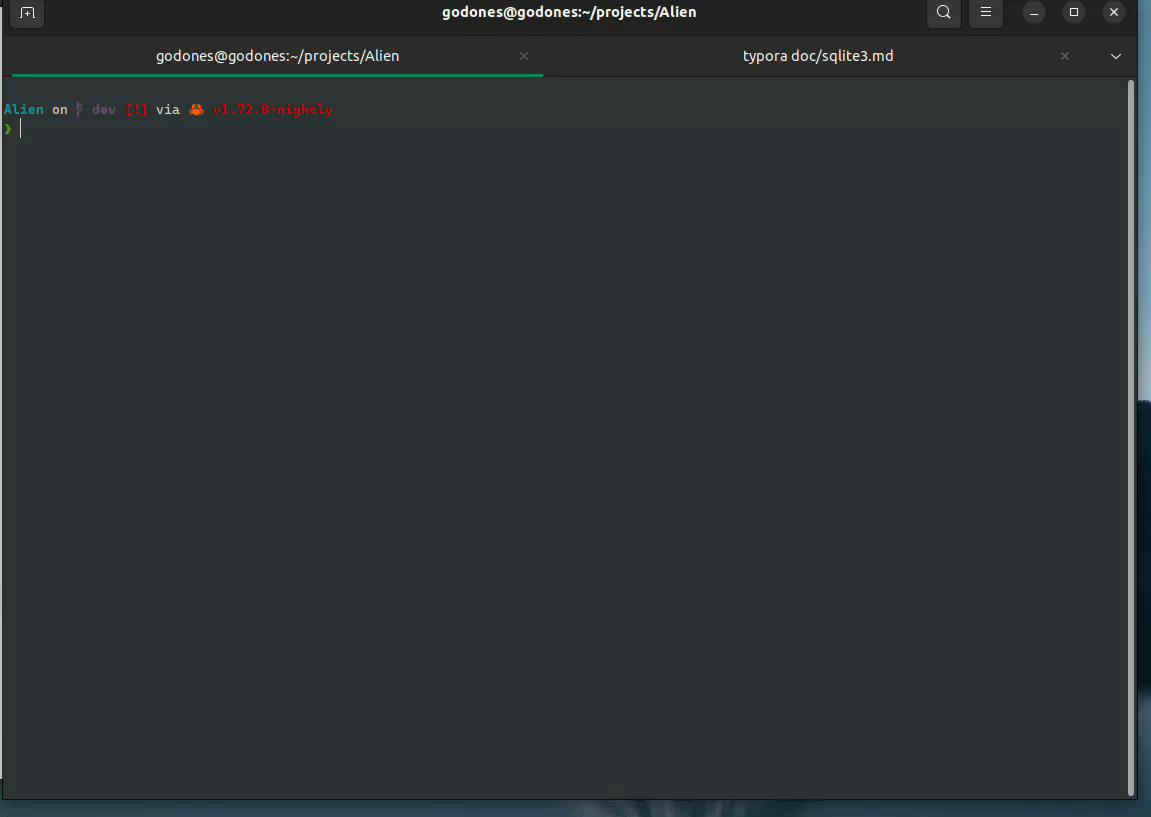 godones@godones:~/projects/Alien
godones@godones:~/projects/Alien
typora doc/sqlite3.md
Alien on dev [!] via 🦀 v1.72.0-nightly
❯